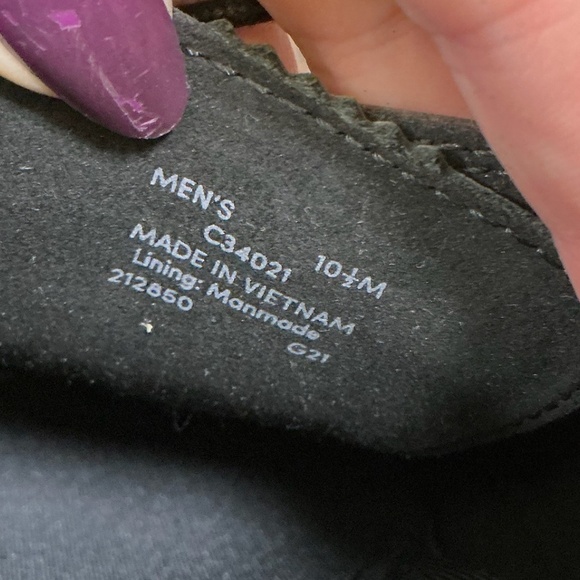 MEN'S
C34021 10½M
MADE IN VIETNAM
Lining: Manmade
212850 G21